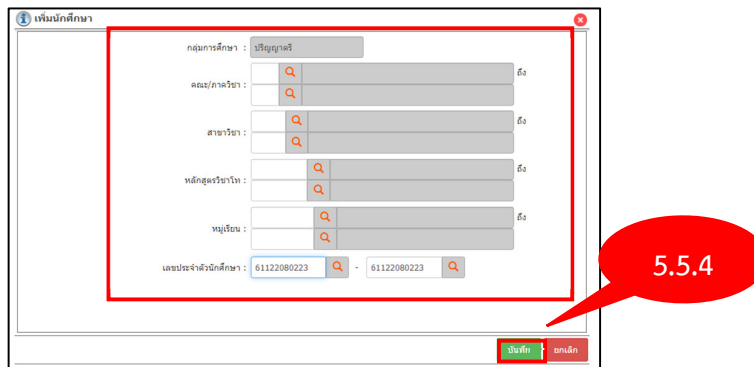 เพิ่มนักศึกษา
กลุ่มการศึกษา : ปริญญาตรี
คณะ/ภาควิชา : ถึง
สาขาวิชา : ถึง
หลักสูตรวิชาโท : ถึง
หมู่เรียน : ถึง
เลขประจำตัวนักศึกษา : 61122080223 - 61122080223
5.5.4
บันทึก ยกเลิก